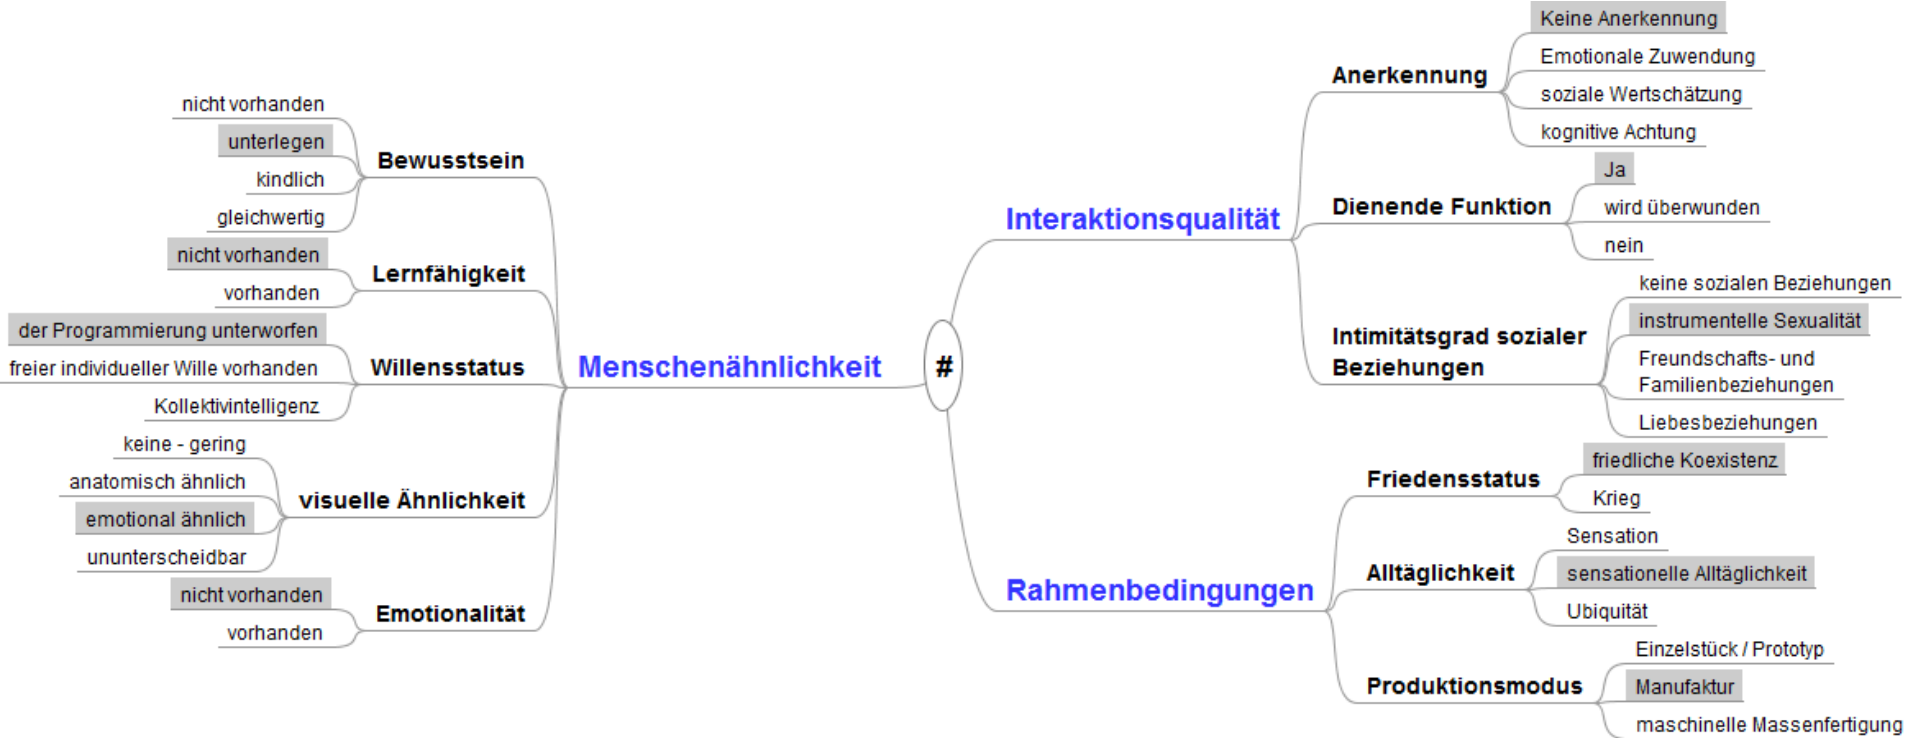 nicht vorhanden
unterlegen
kindlich
gleichwertig
Bewusstsein
nicht vorhanden
vorhanden
Lernfähigkeit
der Programmierung unterworfen
freier individueller Wille vorhanden
Kollektivintelligenz
Willensstatus
keine - gering
anatomisch ähnlich
emotional ähnlich
ununterscheidbar
visuelle Ähnlichkeit
nicht vorhanden
vorhanden
Emotionalität
Menschenähnlichkeit
#
Interaktionsqualität
Anerkennung
Keine Anerkennung
Emotionale Zuwendung
soziale Wertschätzung
kognitive Achtung
Dienende Funktion
Ja
wird überwunden
nein
Intimitätsgrad sozialer
Beziehungen
keine sozialen Beziehungen
instrumentelle Sexualität
Freundschafts- und
Familienbeziehungen
Liebesbeziehungen
Rahmenbedingungen
Friedensstatus
friedliche Koexistenz
Krieg
Alltäglichkeit
Sensation
sensationelle Alltäglichkeit
Ubiquität
Produktionsmodus
Einzelstück / Prototyp
Manufaktur
maschinelle Massenfertigung